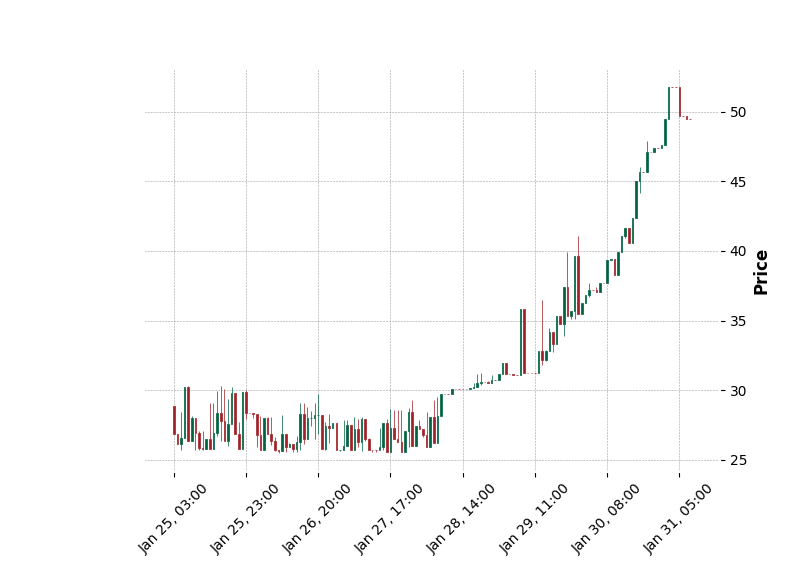 50
45
40
35
30
25
Price
Jan 25, 03:00
Jan 25, 23:00
Jan 26, 20:00
Jan 27, 17:00
Jan 28, 14:00
Jan 29, 11:00
Jan 30, 08:00
Jan 31, 05:00